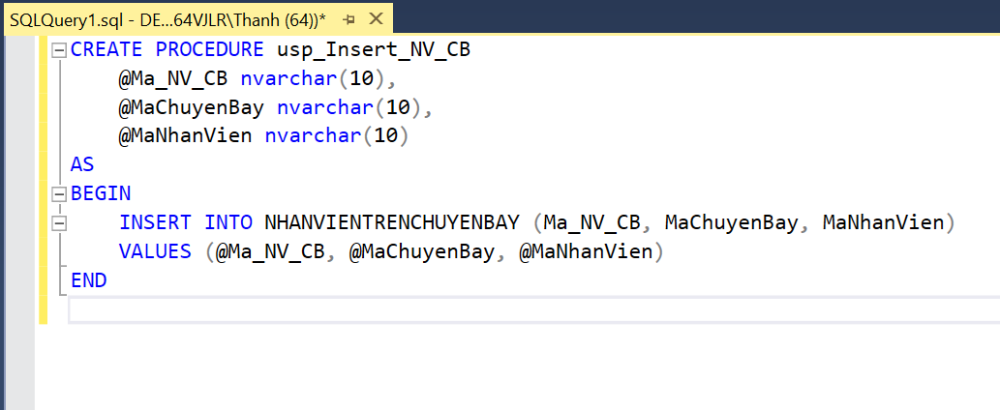 SQLQuery1.sql - DE...64VJLR\Thanh (64))*
CREATE PROCEDURE usp_Insert_NV_CB
@Ma_NV_CB nvarchar(10),
@MaChuyenBay nvarchar(10),
@MaNhanVien nvarchar(10)
AS
BEGIN
INSERT INTO NHANVIENTRENCHUYENBAY (Ma_NV_CB, MaChuyenBay, MaNhanVien)
VALUES (@Ma_NV_CB, @MaChuyenBay, @MaNhanVien)
END